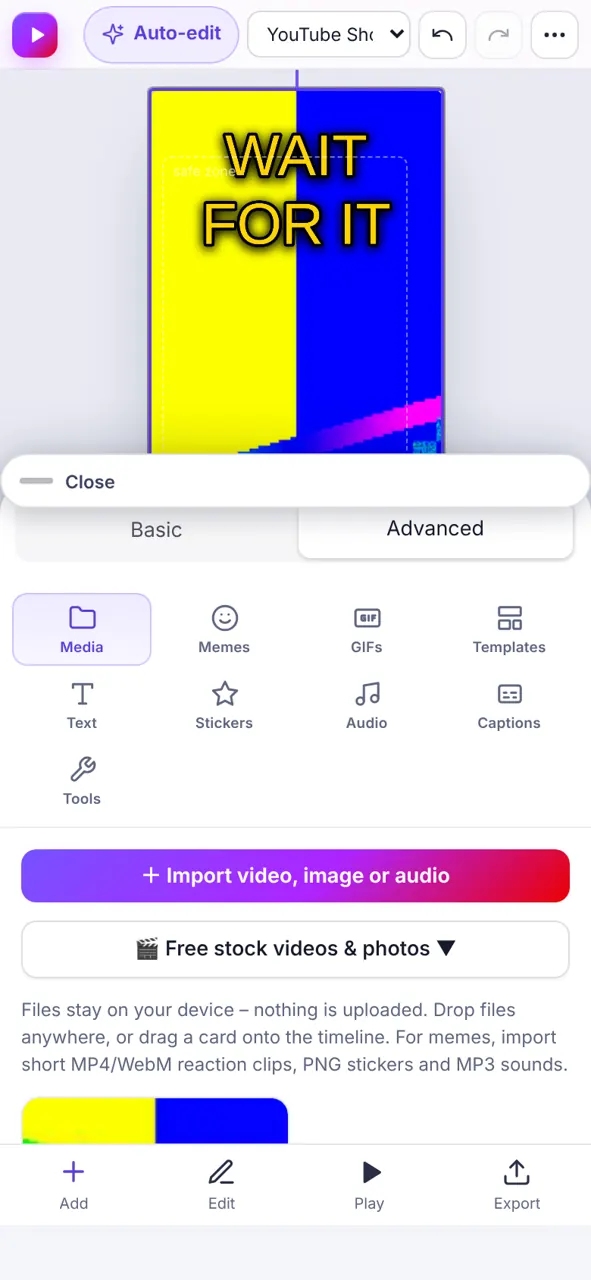 Auto-edit
YouTube Sho
WAIT
FOR IT
safe zone
Close
Basic
Advanced
Media
Memes
GIF
GIFs
Templates
Text
Stickers
Audio
Captions
Tools
+ Import video, image or audio
🎬 Free stock videos & photos ▼
Files stay on your device – nothing is uploaded. Drop files
anywhere, or drag a card onto the timeline. For memes, import
short MP4/WebM reaction clips, PNG stickers and MP3 sounds.
Add
Edit
Play
Export